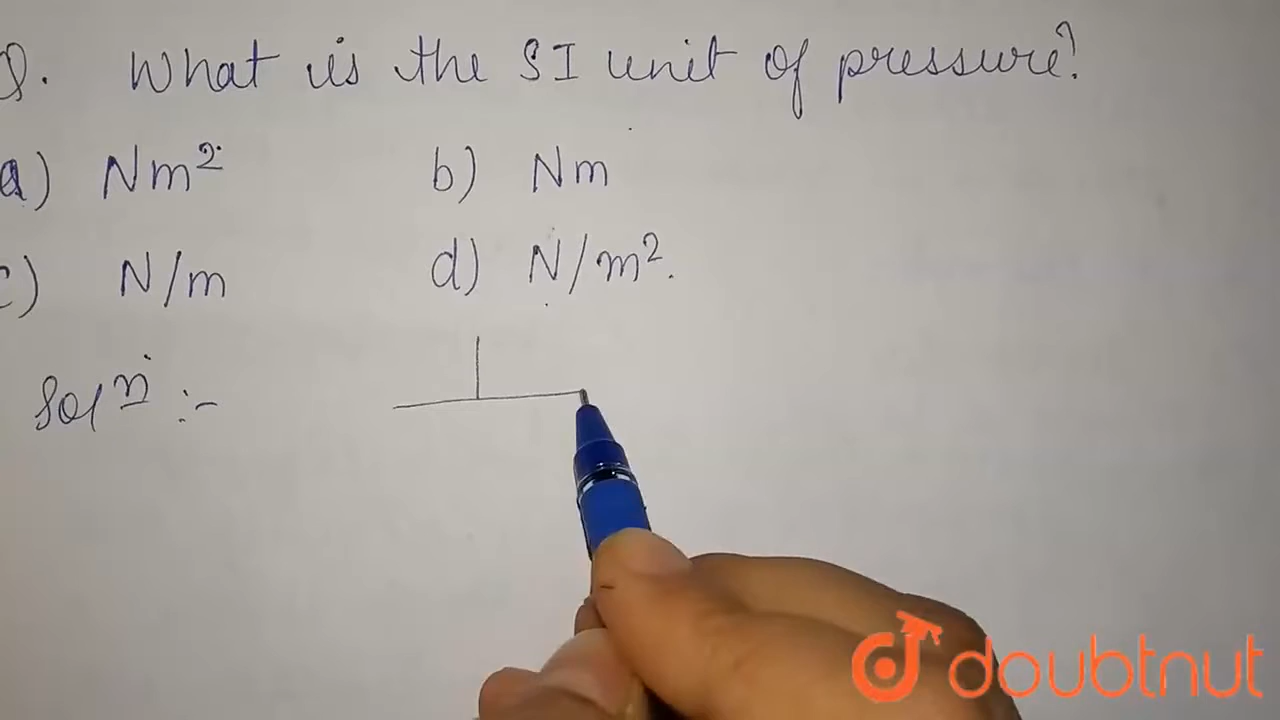 Q. What is the SI unit of pressure?
a) Nm² b) Nm
c) N/m d) N/m².
Solⁿ :-
doubtnut